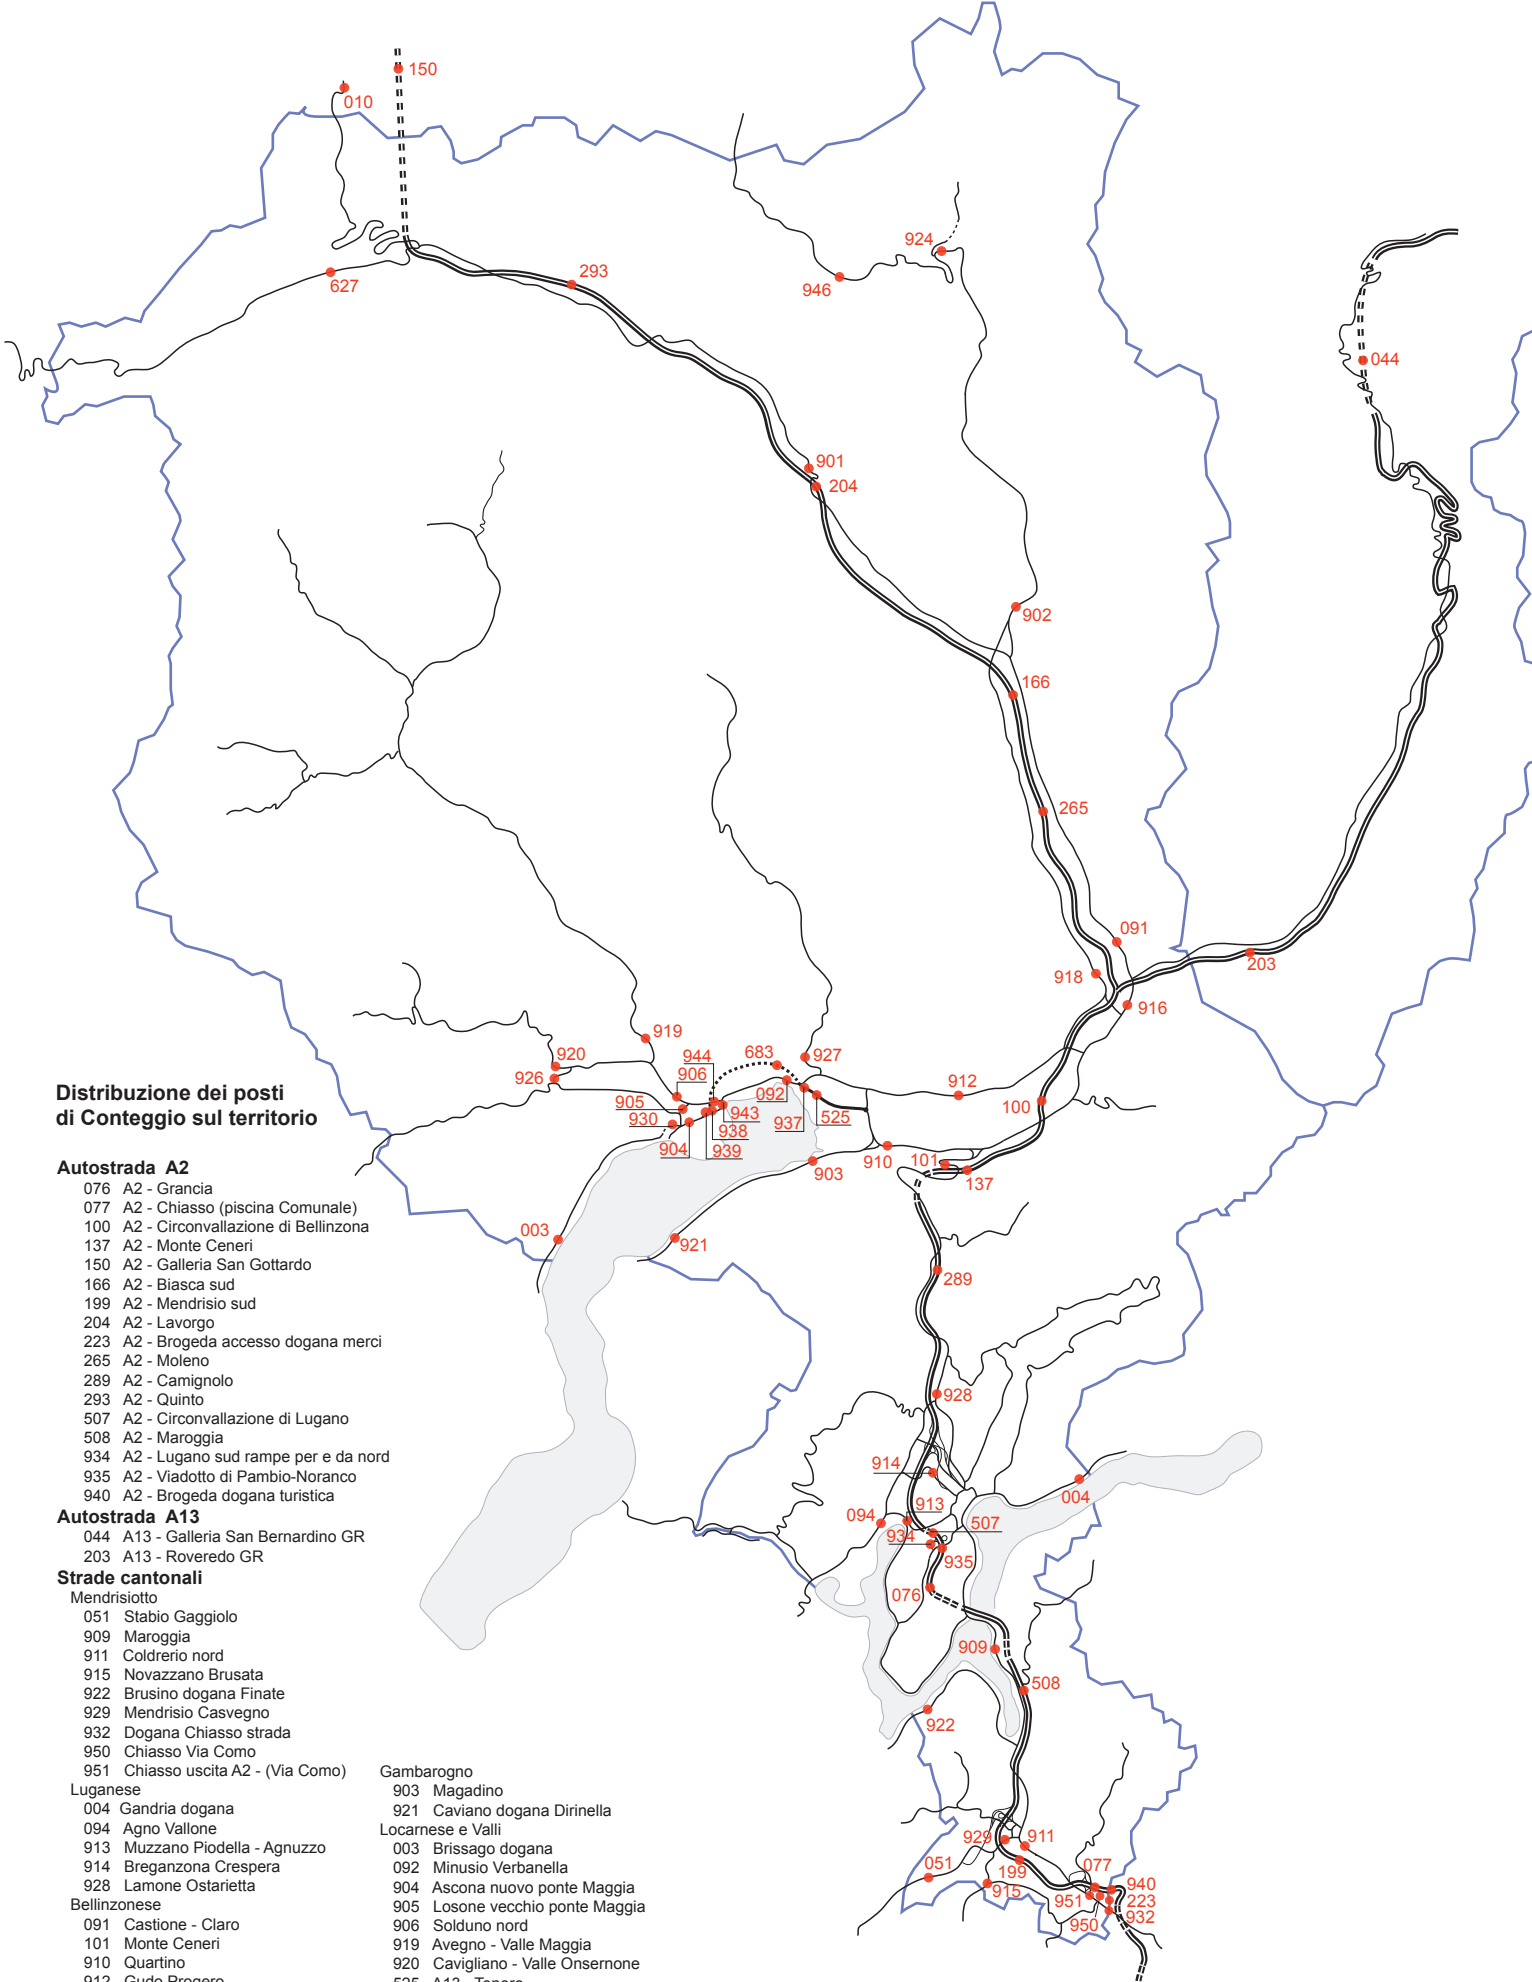 150
010
924
293
627
946
044
901
204
902
166
265
091
918
203
916
919
944
683
927
920
906
926
912
092
905
943
930
938
937
525
100
904
939
910
101
903
137
003
921
289
928
914
004
913
094
507
934
935
076
909
508
922
929
911
051
199
077
940
915
951
223
950
932
Distribuzione dei posti
di Conteggio sul territorio
Autostrada A2
076 A2 - Grancia
077 A2 - Chiasso (piscina Comunale)
100 A2 - Circonvallazione di Bellinzona
137 A2 - Monte Ceneri
150 A2 - Galleria San Gottardo
166 A2 - Biasca sud
199 A2 - Mendrisio sud
204 A2 - Lavorgo
223 A2 - Brogeda accesso dogana merci
265 A2 - Moleno
289 A2 - Camignolo
293 A2 - Quinto
507 A2 - Circonvallazione di Lugano
508 A2 - Maroggia
934 A2 - Lugano sud rampe per e da nord
935 A2 - Viadotto di Pambio-Noranco
940 A2 - Brogeda dogana turistica
Autostrada A13
044 A13 - Galleria San Bernardino GR
203 A13 - Roveredo GR
Strade cantonali
Mendrisiotto
051 Stabio Gaggiolo
909 Maroggia
911 Coldrerio nord
915 Novazzano Brusata
922 Brusino dogana Finate
929 Mendrisio Casvegno
932 Dogana Chiasso strada
950 Chiasso Via Como
951 Chiasso uscita A2 - (Via Como)
Luganese
004 Gandria dogana
094 Agno Vallone
913 Muzzano Piodella - Agnuzzo
914 Breganzona Crespera
928 Lamone Ostarietta
Bellinzonese
091 Castione - Claro
101 Monte Ceneri
910 Quartino
912 Gudo Progero
Gambarogno
903 Magadino
921 Caviano dogana Dirinella
Locarnese e Valli
003 Brissago dogana
092 Minusio Verbanella
904 Ascona nuovo ponte Maggia
905 Losone vecchio ponte Maggia
906 Solduno nord
919 Avegno - Valle Maggia
920 Cavigliano - Valle Onsernone
525 A13 - Tenero